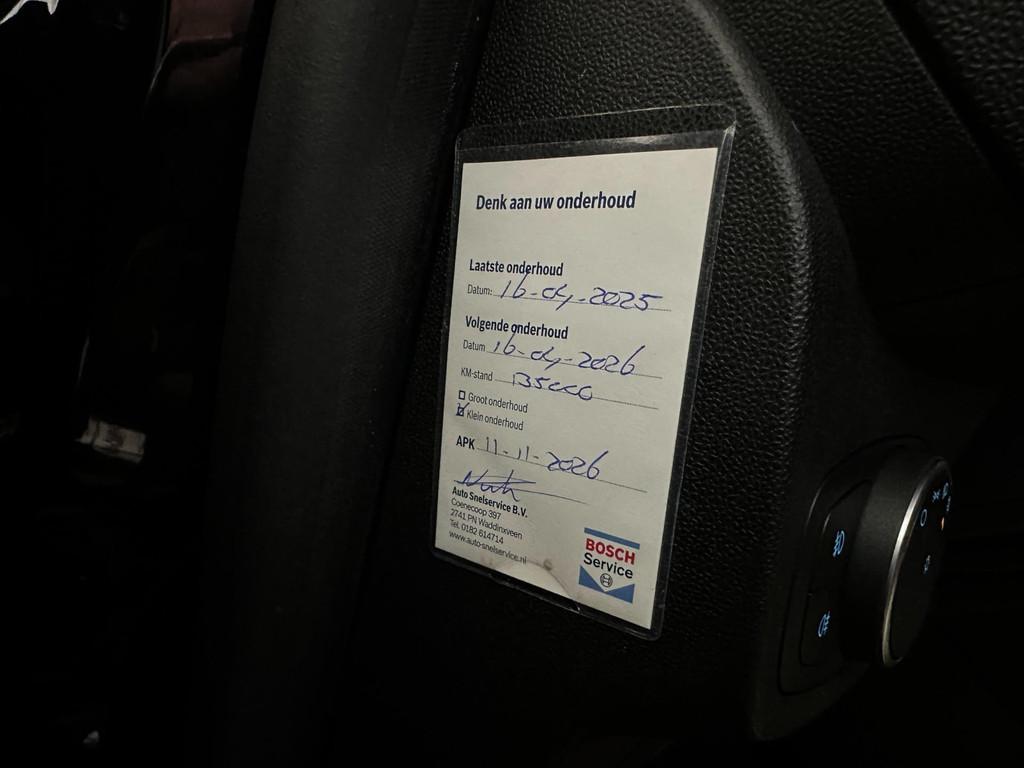 Denk aan uw onderhoud
Laatste onderhoud
Datum: 16-04-2025
Volgende onderhoud
Datum 16-04-2026
KM-stand 135000
Groot onderhoud
Klein onderhoud
APK 11-11-2026
Auto Snelservice B.V.
Coenecoop 397
2741 PN Waddinxveen
Tel. 0182 614714
www.auto-snelservice.nl
BOSCH
Service